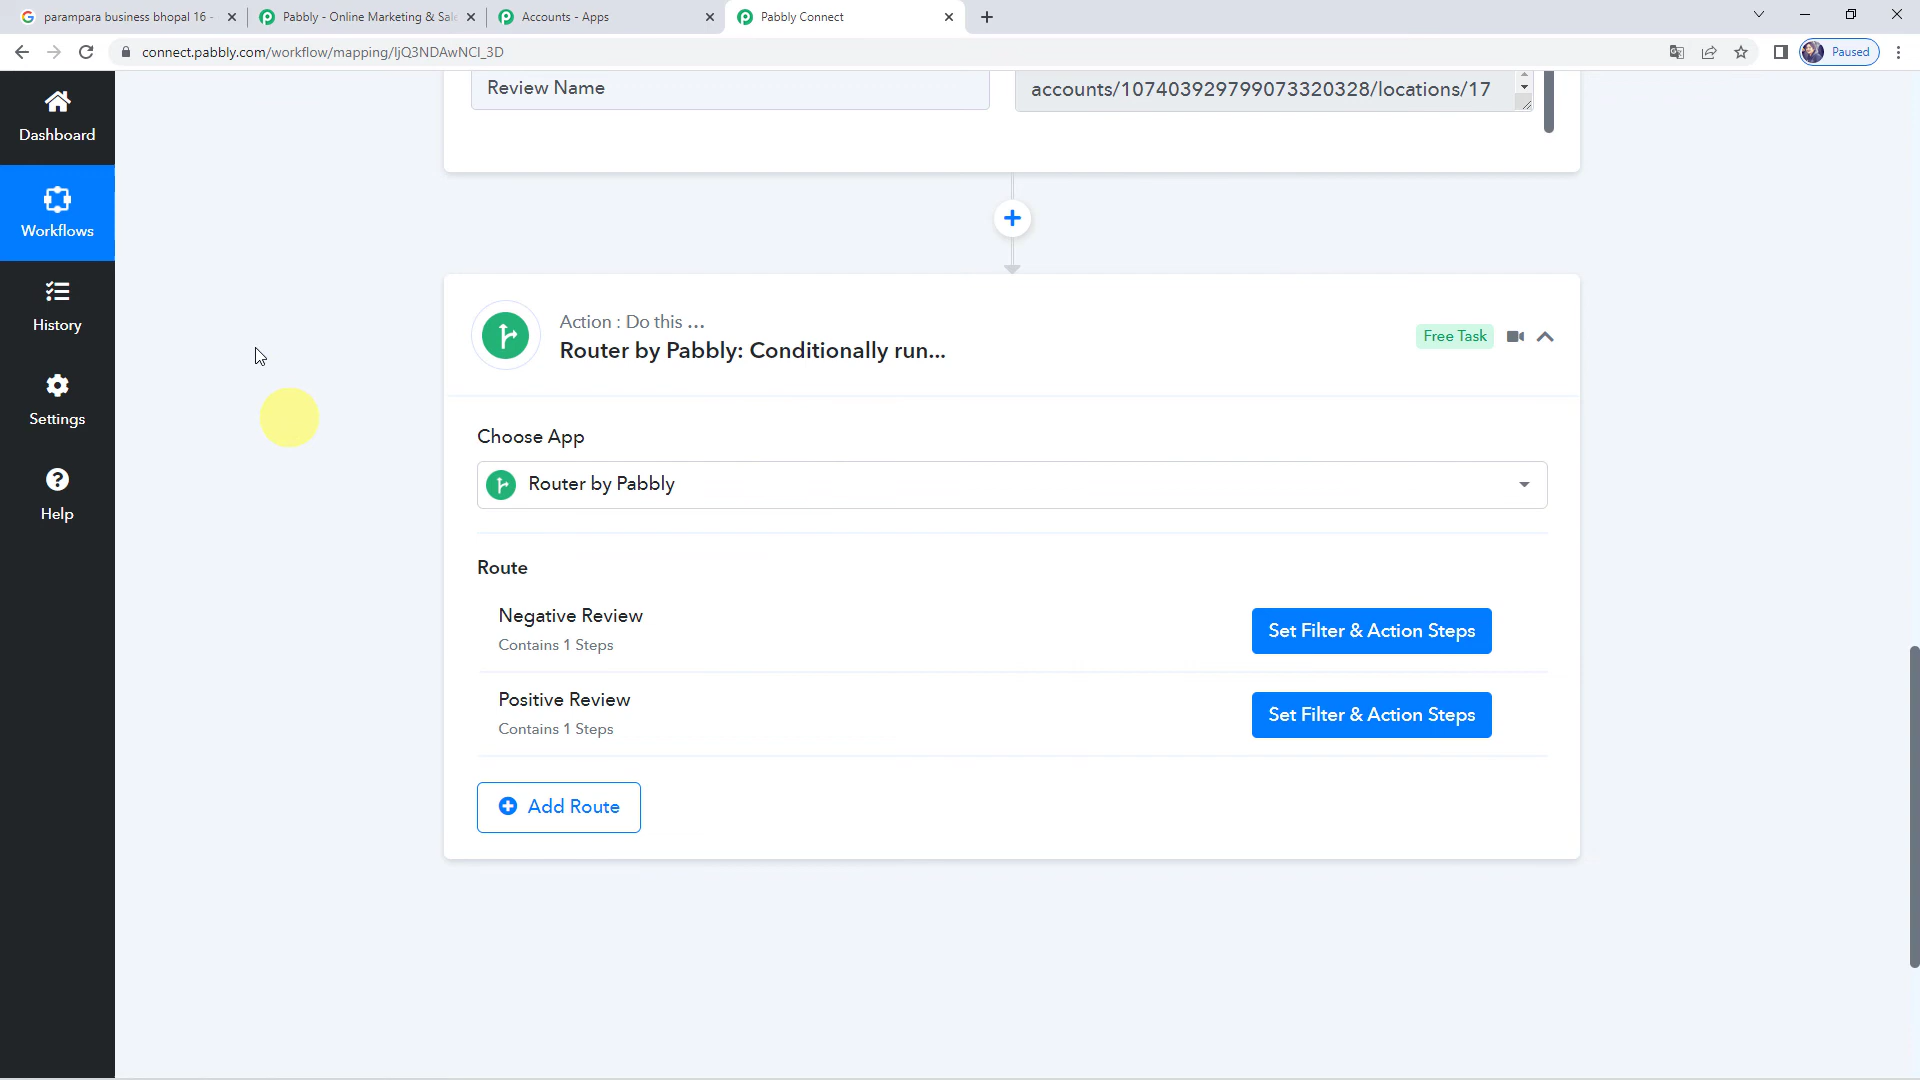 parampara business bhopal 16 -
Pabbly - Online Marketing & Sale
Accounts - Apps
Pabbly Connect
connect.pabbly.com/workflow/mapping/IjQ3NDAwNCI_3D
Paused
Dashboard
Workflows
History
Settings
Help
Review Name
accounts/107403929799073320328/locations/17
Action : Do this ...
Router by Pabbly: Conditionally run...
Free Task
Choose App
Router by Pabbly
Route
Negative Review
Contains 1 Steps
Set Filter & Action Steps
Positive Review
Contains 1 Steps
Set Filter & Action Steps
Add Route